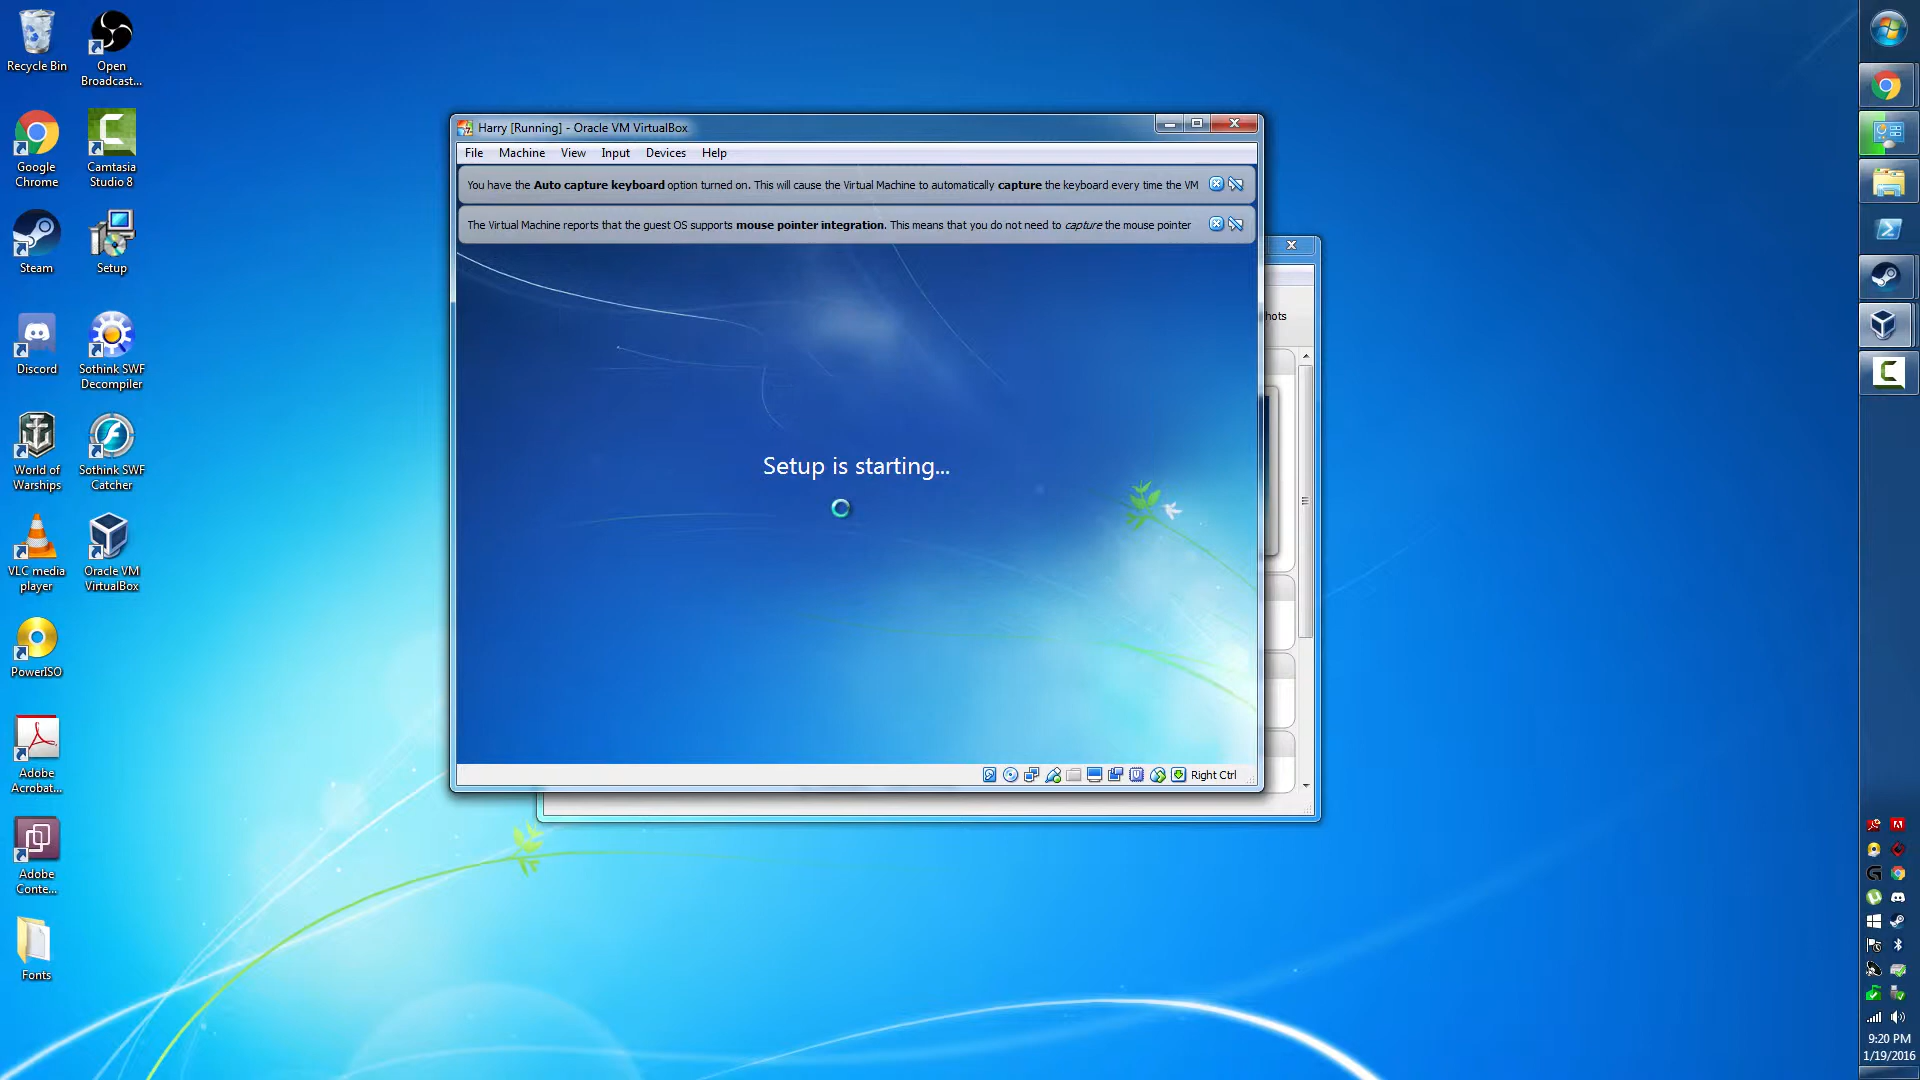 Recycle Bin
Open
Broadcast...
Google
Chrome
Camtasia
Studio 8
Steam
Setup
Discord
Sothink SWF
Decompiler
World of
Warships
Sothink SWF
Catcher
VLC media
player
Oracle VM
VirtualBox
PowerISO
Adobe
Acrobat...
Adobe
Conte...
Fonts
Harry [Running] - Oracle VM VirtualBox
File Machine View Input Devices Help
You have the Auto capture keyboard option turned on. This will cause the Virtual Machine to automatically capture the keyboard every time the VM
The Virtual Machine reports that the guest OS supports mouse pointer integration. This means that you do not need to capture the mouse pointer
hots
Setup is starting...
Right Ctrl
9:20 PM
1/19/2016